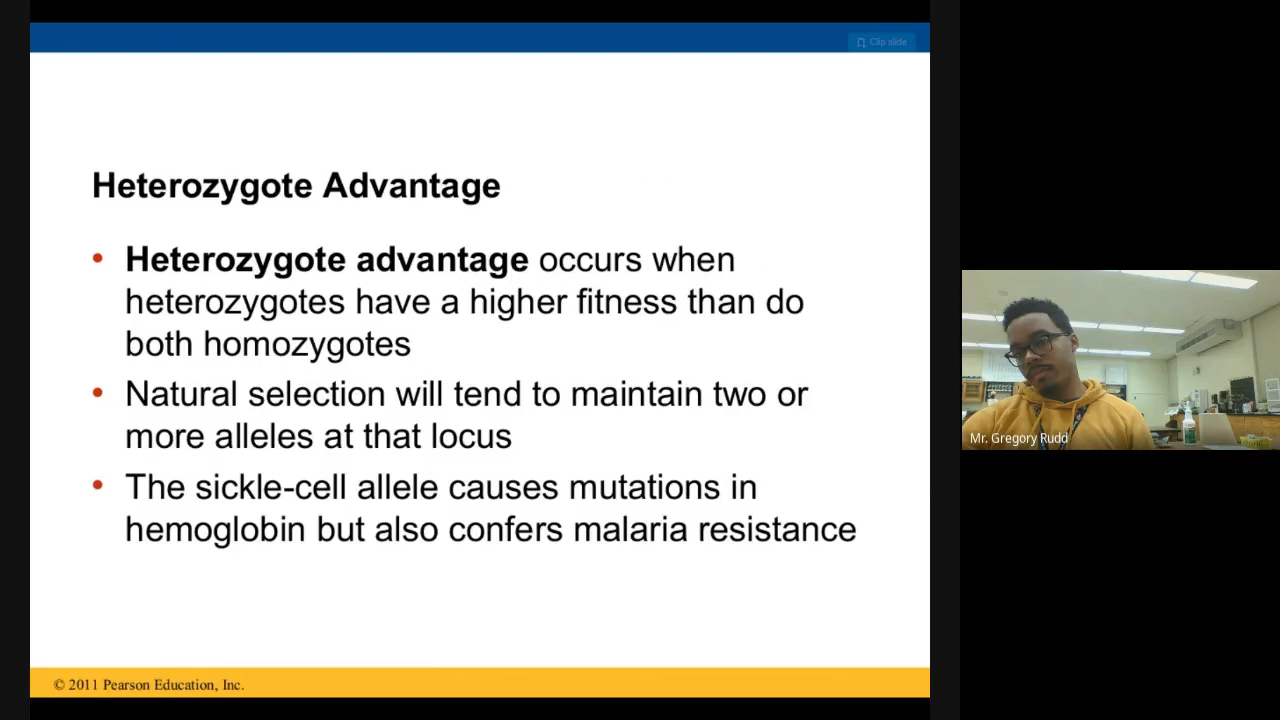 Clip slide
Heterozygote Advantage
• Heterozygote advantage occurs when
heterozygotes have a higher fitness than do
both homozygotes
• Natural selection will tend to maintain two or
more alleles at that locus
• The sickle-cell allele causes mutations in
hemoglobin but also confers malaria resistance
Mr. Gregory Rudd
© 2011 Pearson Education, Inc.